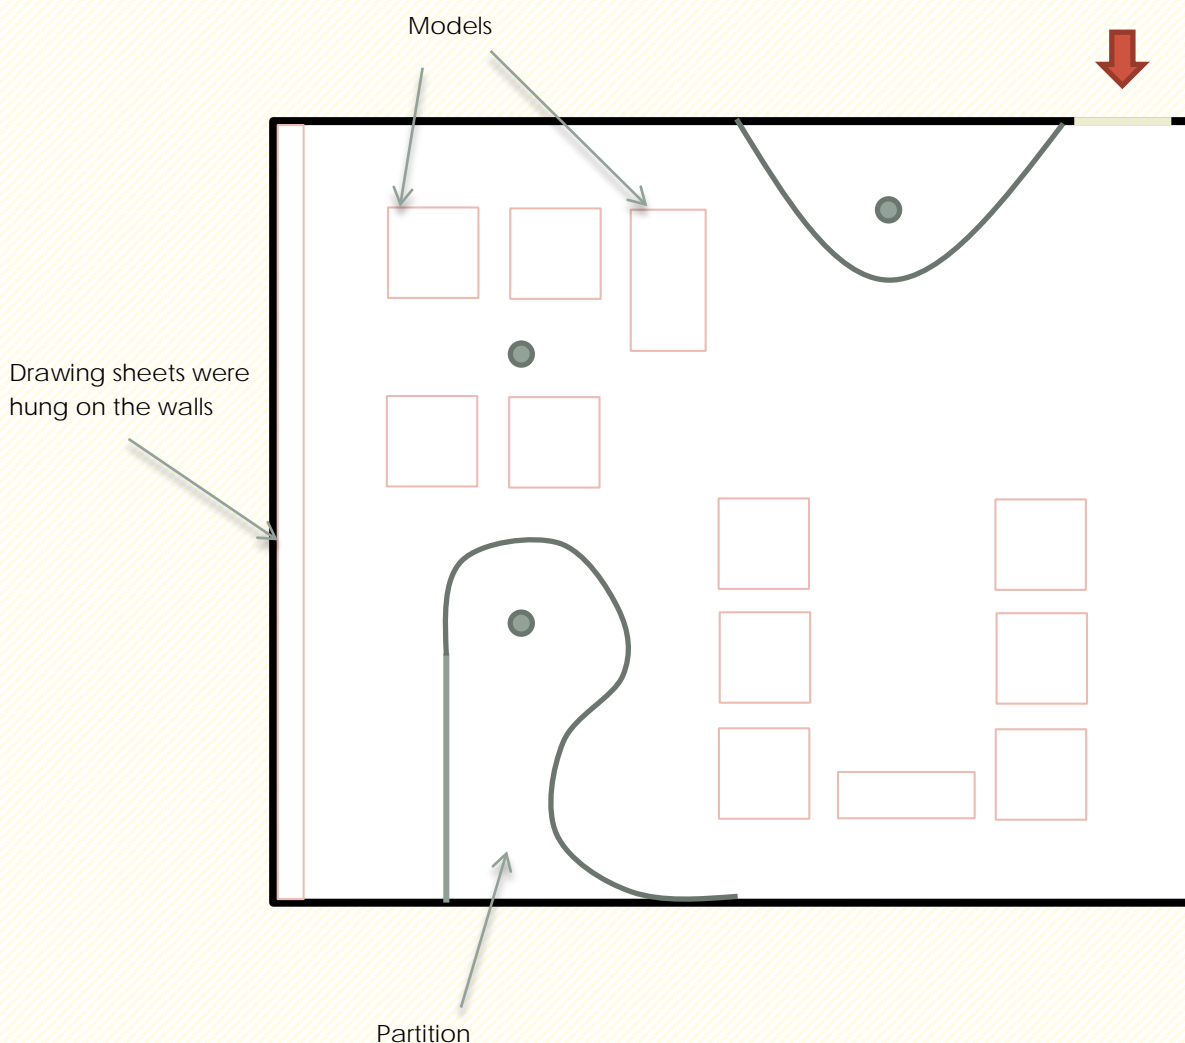 Models
Drawing sheets were
hung on the walls
Partition